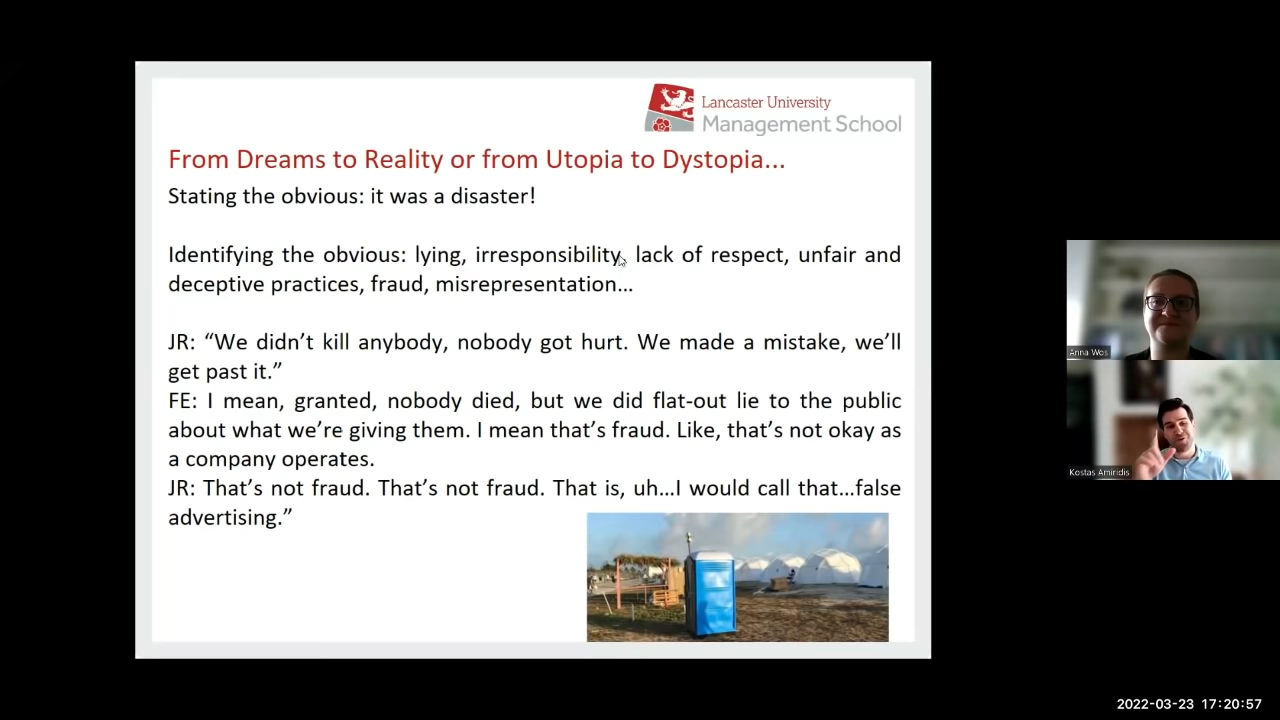 Lancaster University
Management School
From Dreams to Reality or from Utopia to Dystopia...
Stating the obvious: it was a disaster!
Identifying the obvious: lying, irresponsibility, lack of respect, unfair and
deceptive practices, fraud, misrepresentation...
JR: “We didn’t kill anybody, nobody got hurt. We made a mistake, we’ll
get past it.”
FE: I mean, granted, nobody died, but we did flat-out lie to the public
about what we’re giving them. I mean that’s fraud. Like, that’s not okay as
a company operates.
JR: That’s not fraud. That’s not fraud. That is, uh...I would call that...false
advertising.”
Anna Wos
Kostas Amiridis
2022-03-23 17:20:57